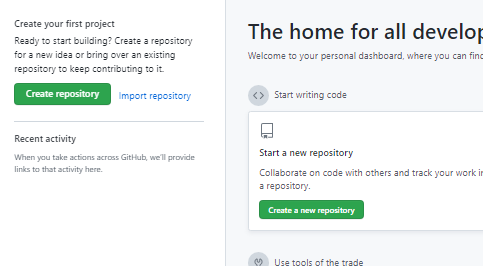 Create your first project
Ready to start building? Create a repository
for a new idea or bring over an existing
repository to keep contributing to it.
Create repository
Import repository
Recent activity
When you take actions across GitHub, we'll provide
links to that activity here.
The home for all develop
Welcome to your personal dashboard, where you can find
Start writing code
Start a new repository
Collaborate on code with others and track your work in
a repository.
Create a new repository
Use tools of the trade